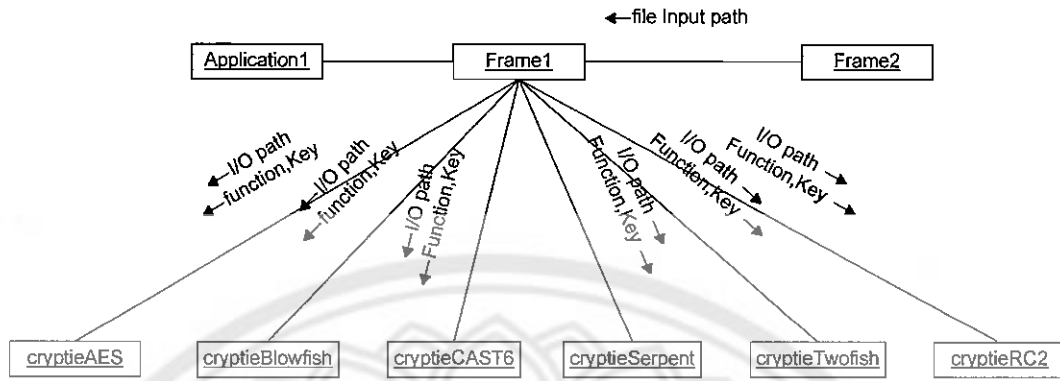 file Input path
Application1
Frame1
Frame2
I/O path
function,Key
I/O path
function,Key
I/O path
Function,Key
I/O path
Function,Key
I/O path
Function,Key
I/O path
Function,Key
cryptieAES
cryptieBlowfish
cryptieCAST6
cryptieSerpent
cryptieTwofish
cryptieRC2